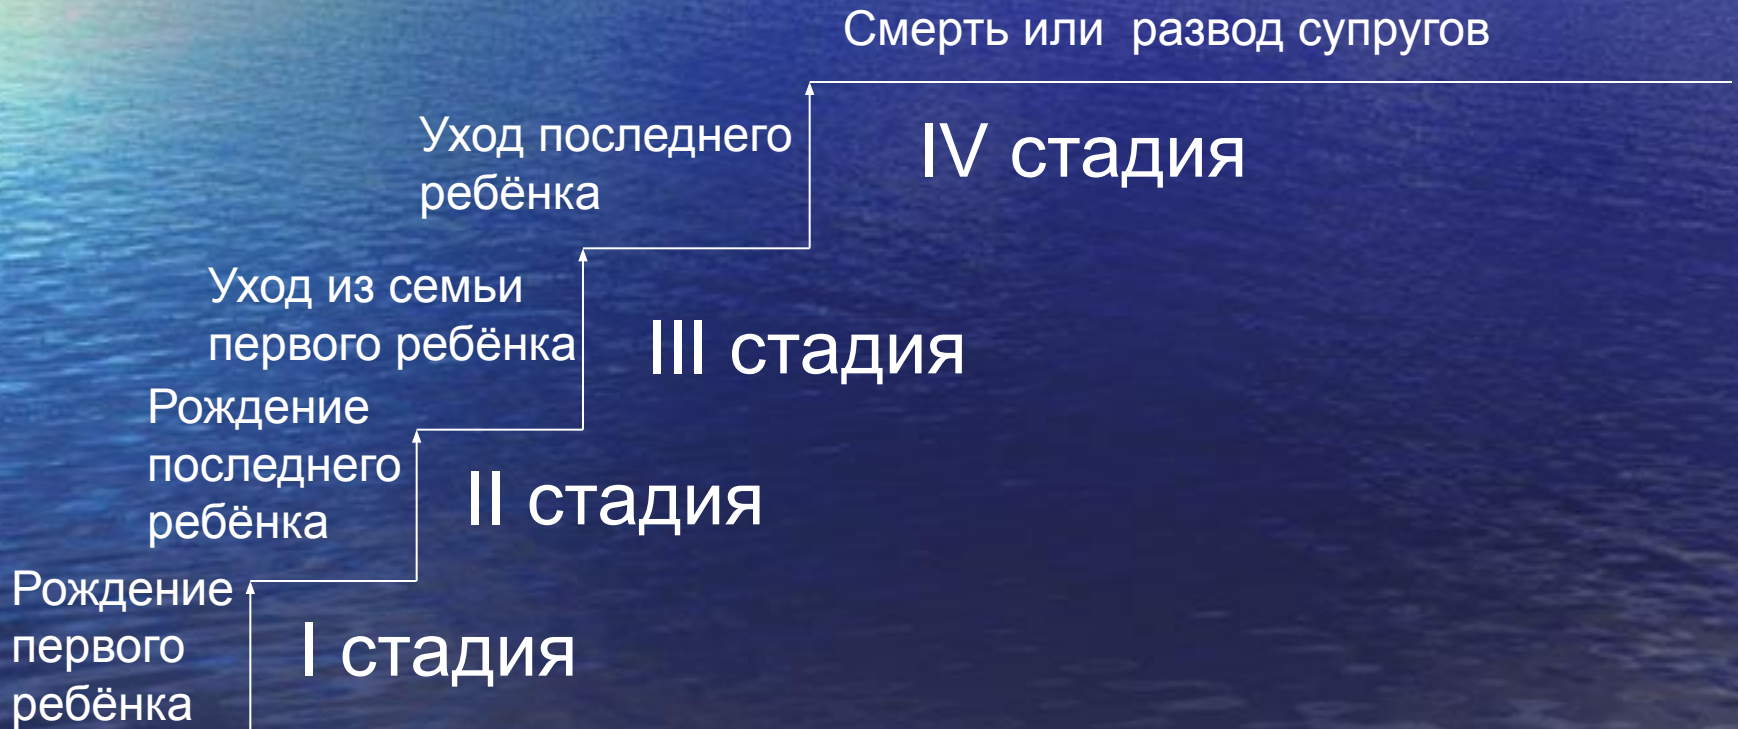 Смерть или развод супругов
Уход последнего
ребёнка
IV стадия
Уход из семьи
первого ребёнка
III стадия
Рождение
последнего
ребёнка
II стадия
Рождение
первого
ребёнка
I стадия